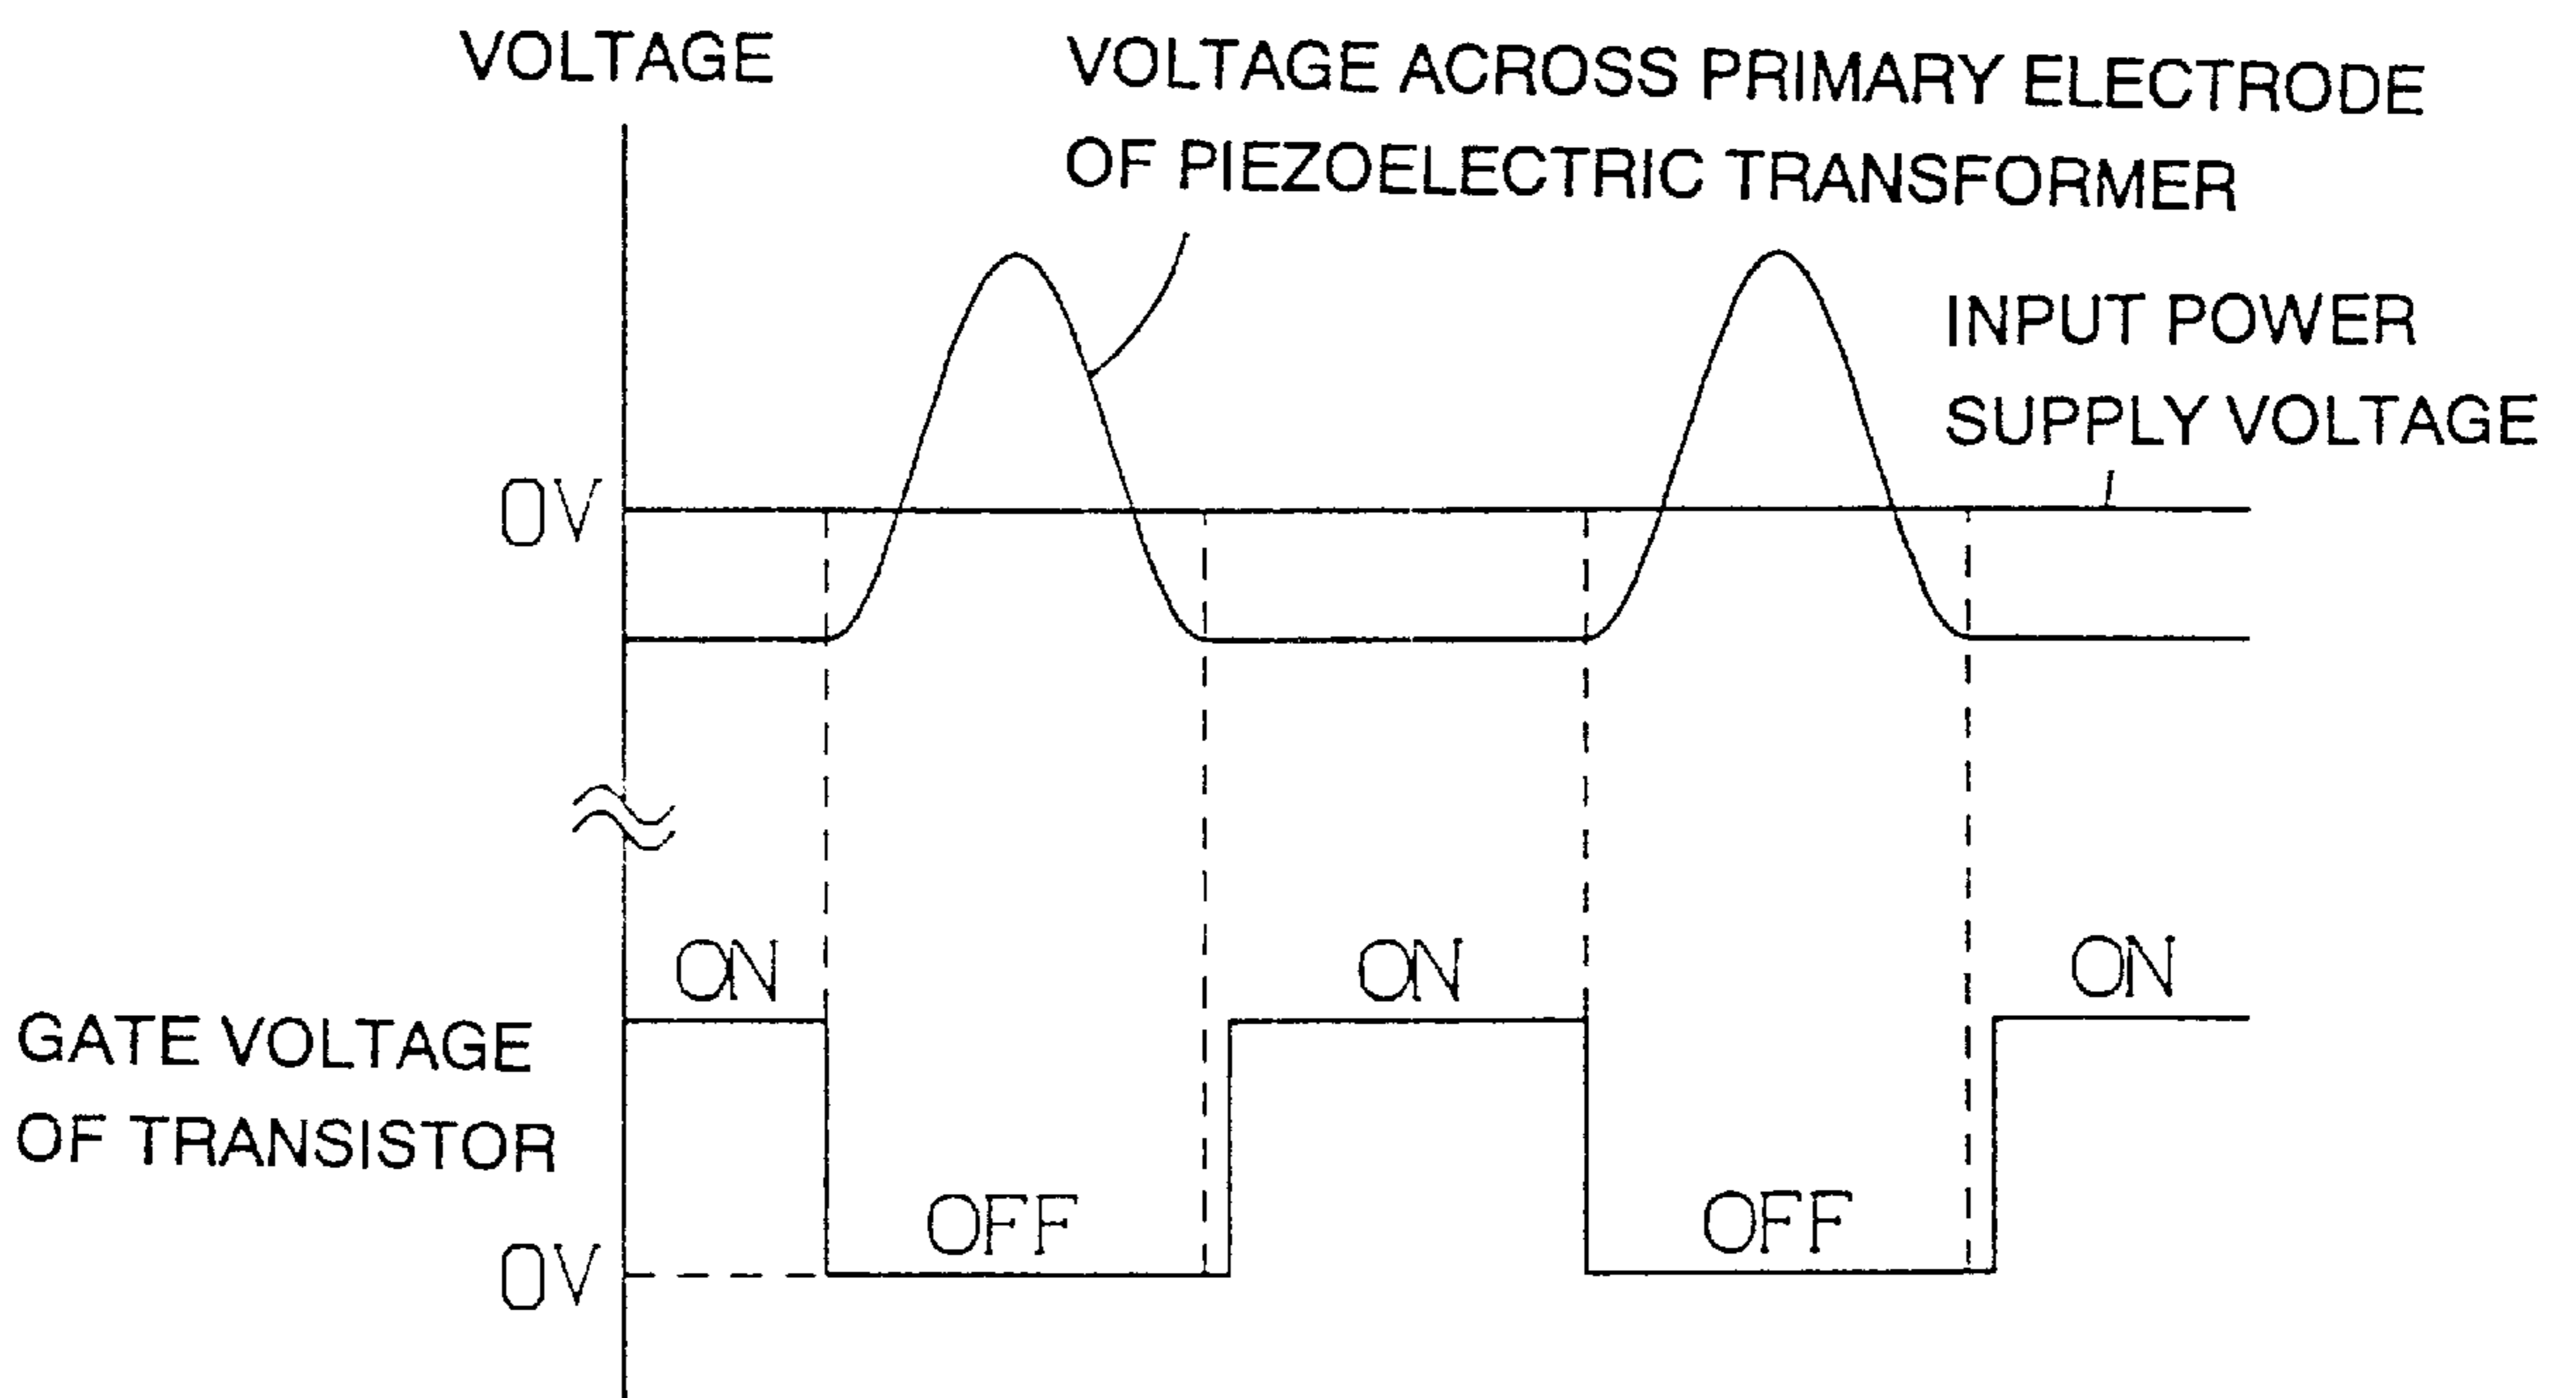 VOLTAGE
VOLTAGE ACROSS PRIMARY ELECTRODE
OF PIEZOELECTRIC TRANSFORMER
INPUT POWER
SUPPLY VOLTAGE
0V
ON
ON
ON
GATE VOLTAGE
OF TRANSISTOR
OFF
OFF
0V